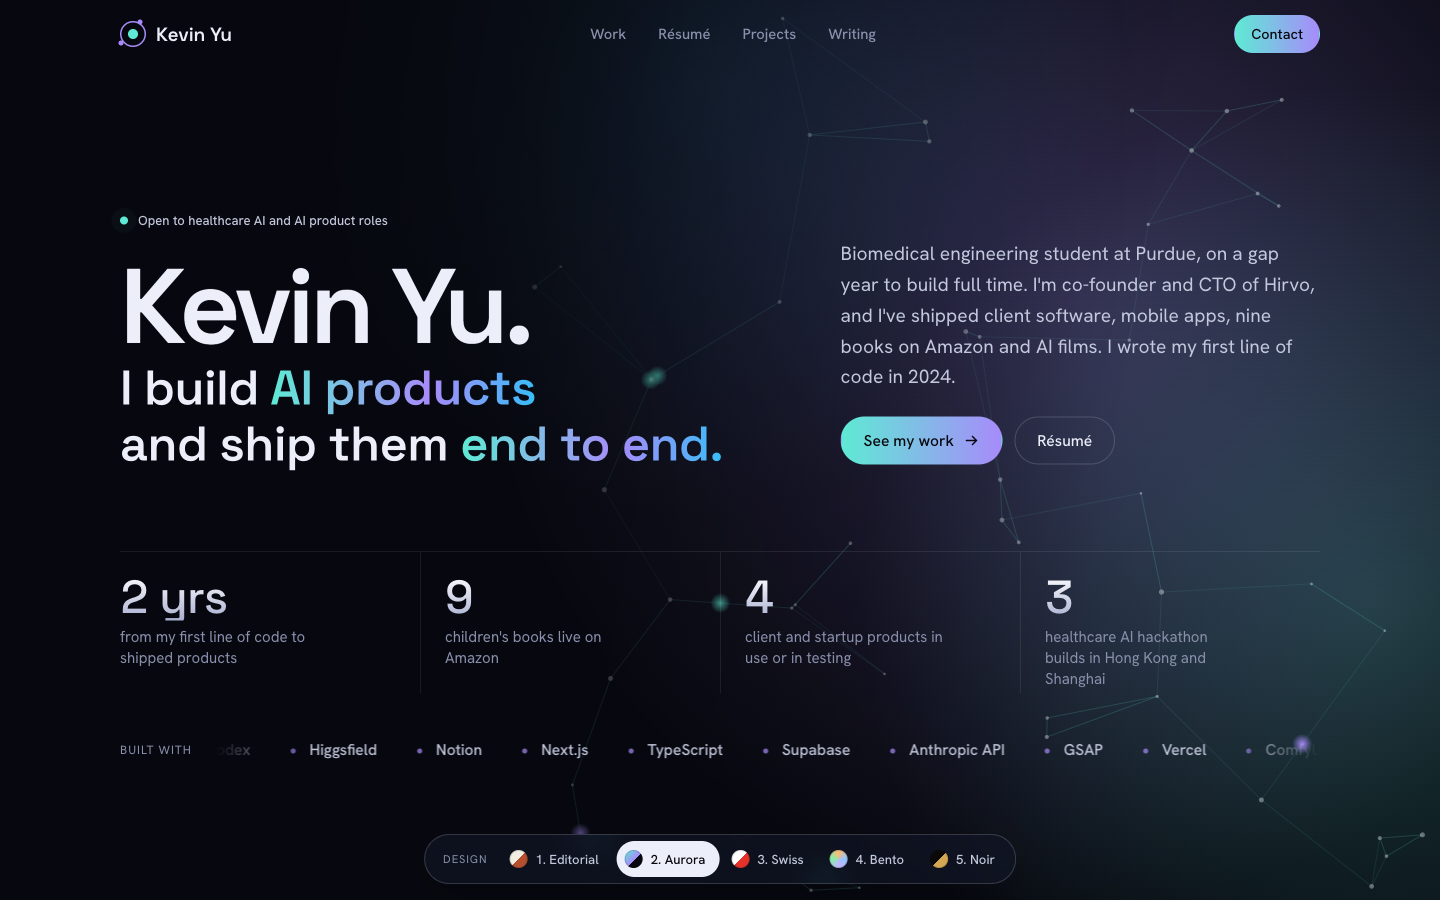 Kevin Yu
Work
Résumé
Projects
Writing
Contact
Open to healthcare AI and AI product roles
Kevin Yu.
I build AI products
and ship them end to end.
Biomedical engineering student at Purdue, on a gap
year to build full time. I'm co-founder and CTO of Hirvo,
and I've shipped client software, mobile apps, nine
books on Amazon and AI films. I wrote my first line of
code in 2024.
See my work →
Résumé
2 yrs
from my first line of code to
shipped products
9
children's books live on
Amazon
4
client and startup products in
use or in testing
3
healthcare AI hackathon
builds in Hong Kong and
Shanghai
BUILT WITH
Higgsfield
Notion
Next.js
TypeScript
Supabase
Anthropic API
GSAP
Vercel
DESIGN
1. Editorial
2. Aurora
3. Swiss
4. Bento
5. Noir